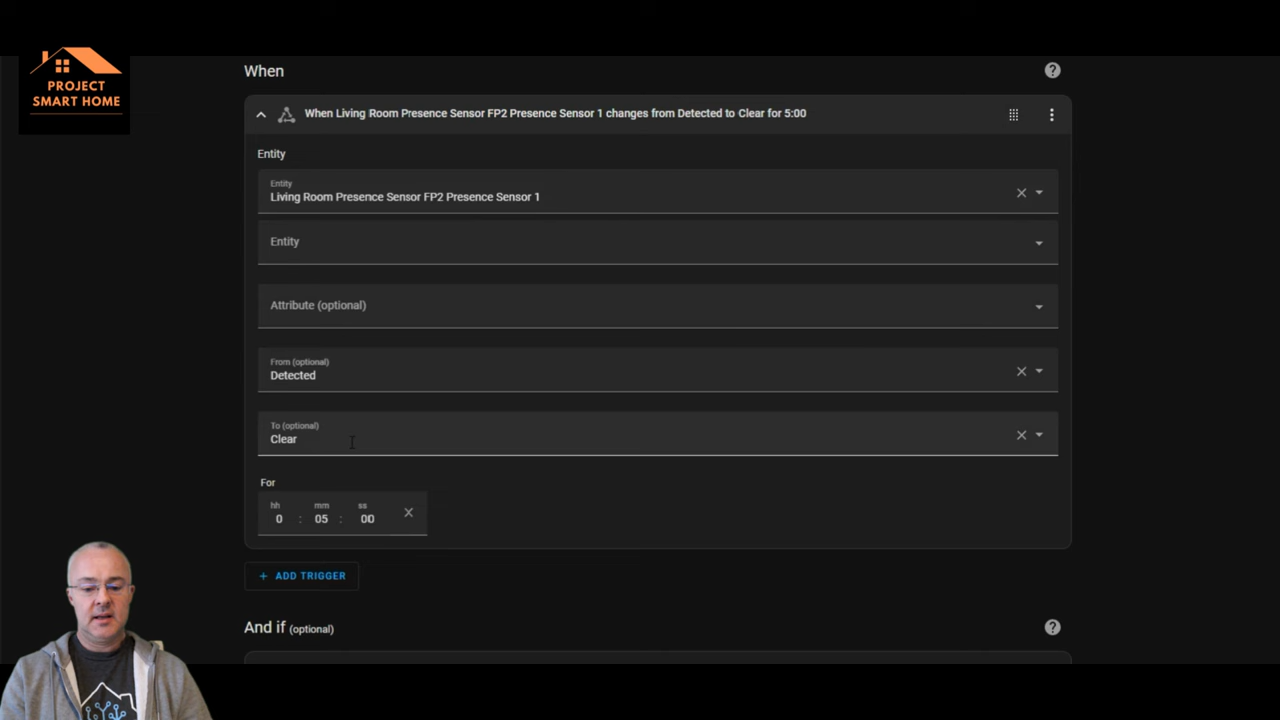 PROJECT
SMART HOME
When
When Living Room Presence Sensor FP2 Presence Sensor 1 changes from Detected to Clear for 5:00
Entity
Entity
Living Room Presence Sensor FP2 Presence Sensor 1
Entity
Attribute (optional)
From (optional)
Detected
To (optional)
Clear
For
hh mm ss
0 : 05 : 00
+ ADD TRIGGER
And if (optional)